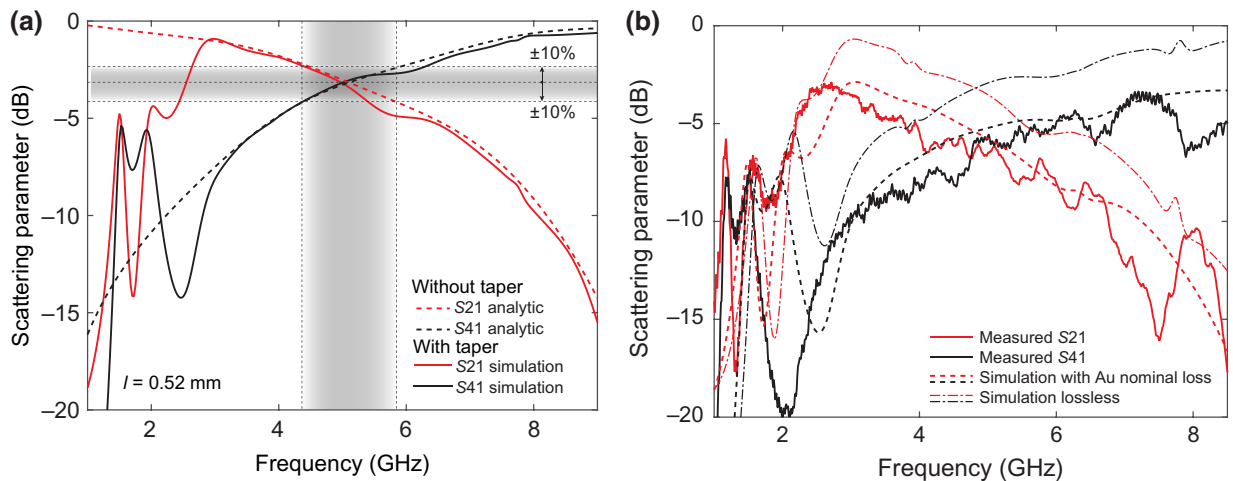 (a)
0
–5
–10
–15
–20
Scattering parameter (dB)
±10%
±10%
Without taper
S21 analytic
S41 analytic
With taper
S21 simulation
S41 simulation
l = 0.52 mm
2
4
6
8
Frequency (GHz)
(b)
0
–5
–10
–15
–20
Scattering parameter (dB)
Measured S21
Measured S41
Simulation with Au nominal loss
Simulation lossless
2
4
6
8
Frequency (GHz)